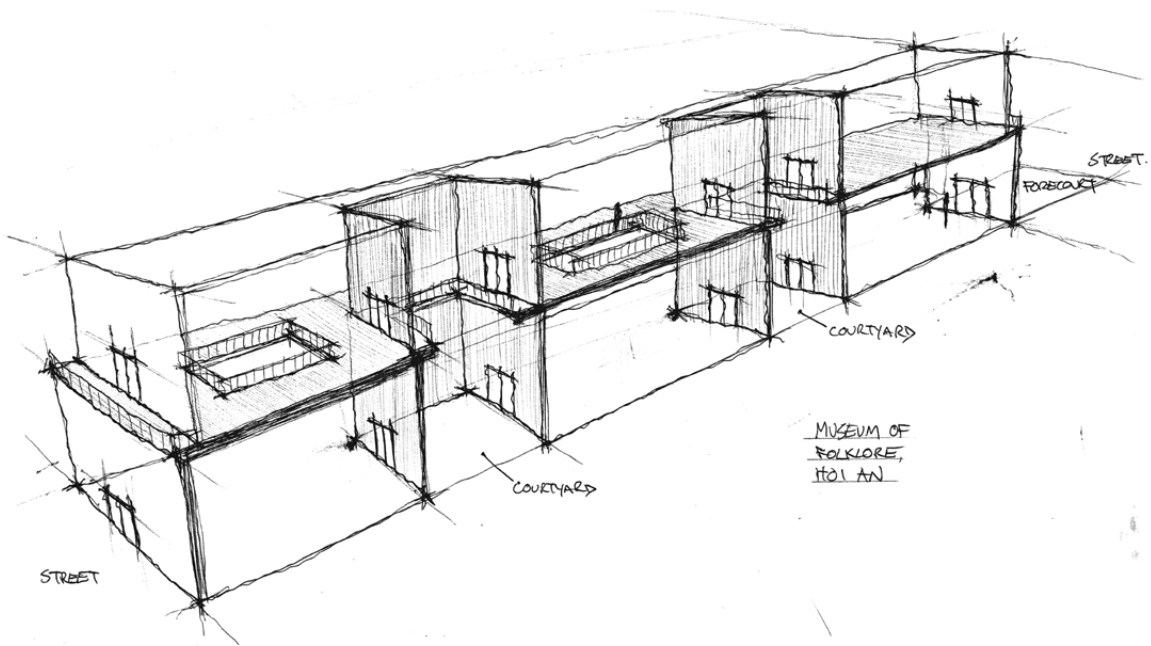 STREET.
FORECOURT
COURTYARD
MUSEUM OF
FOLKLORE,
HOI AN
COURTYARD
STREET